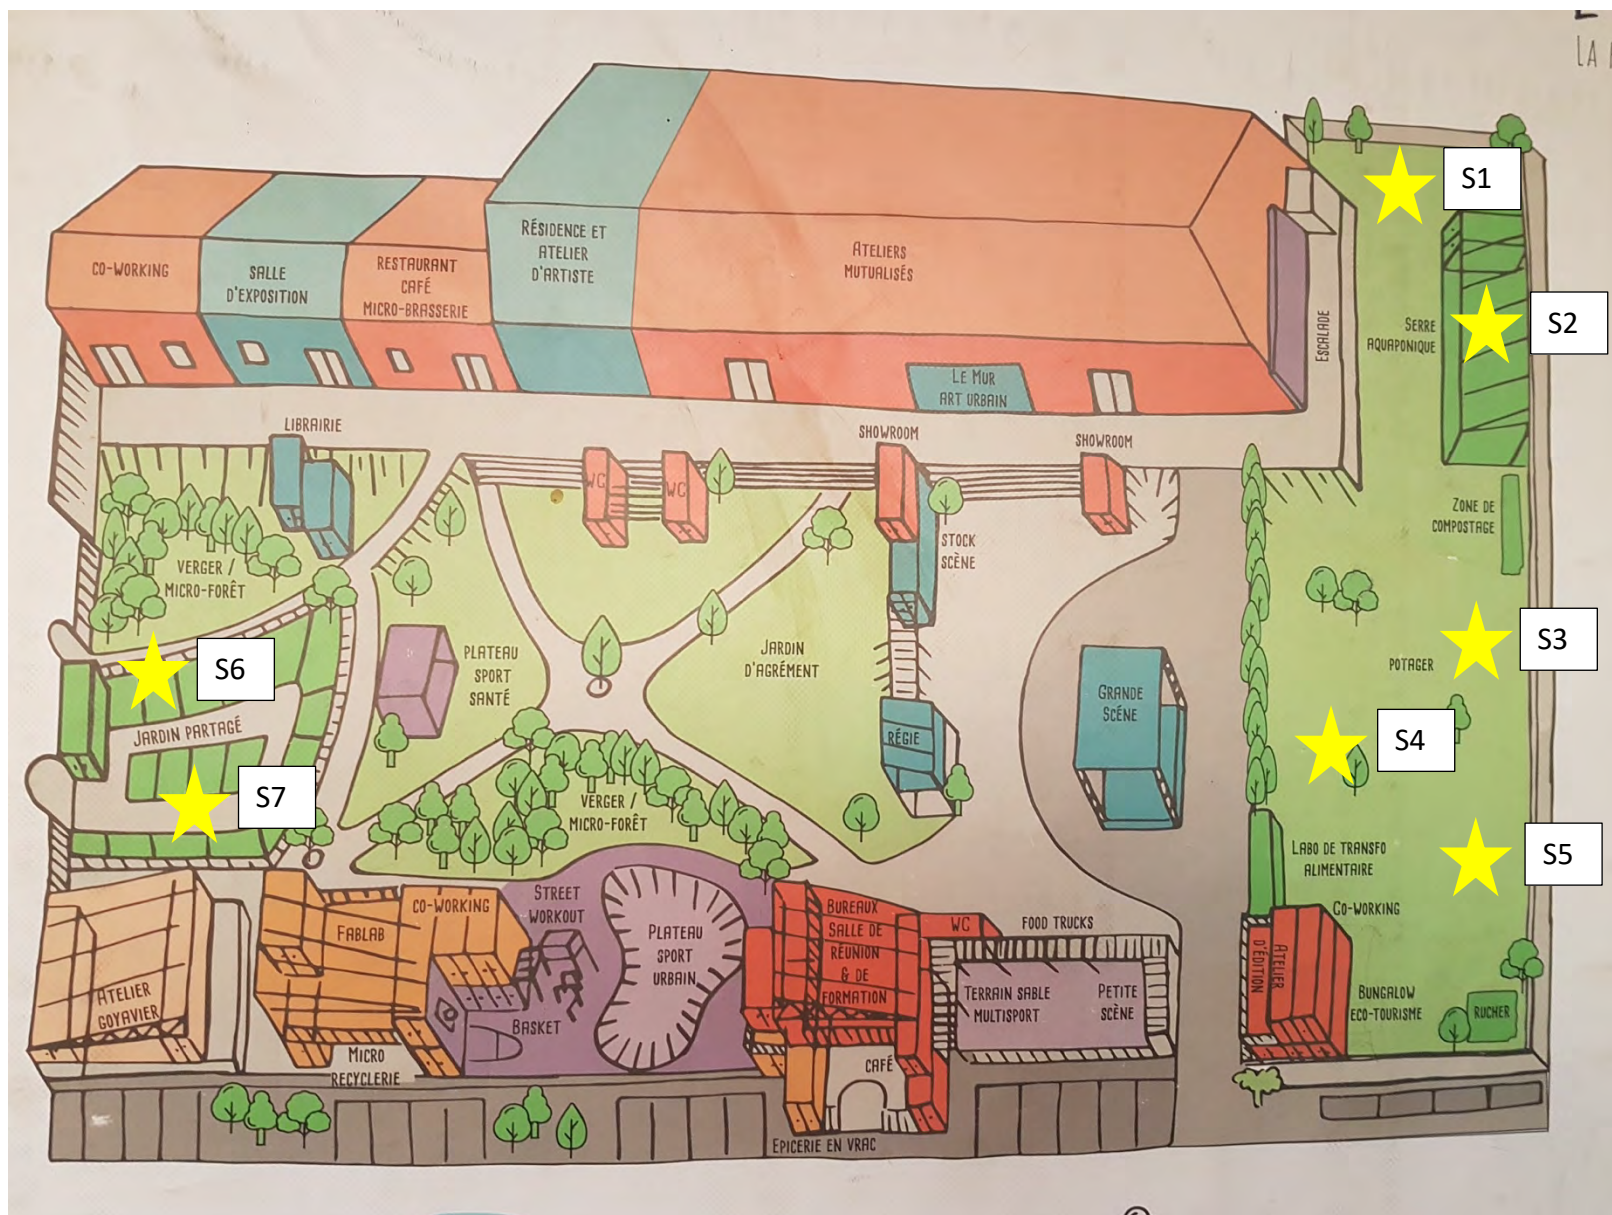 LA
S1
CO-WORKING
SALLE
D'EXPOSITION
RESTAURANT
CAFÉ
MICRO-BRASSERIE
RÉSIDENCE ET
ATELIER
D'ARTISTE
ATELIERS
MUTUALISÉS
LE MUR
ART URBAIN
ESCALADE
SERRE
AQUAPONIQUE
S2
LIBRAIRIE
WC
WC
SHOWROOM
SHOWROOM
STOCK
SCÈNE
ZONE DE
COMPOSTAGE
VERGER /
MICRO-FORÊT
S6
JARDIN PARTAGÉ
S7
PLATEAU
SPORT
SANTÉ
JARDIN
D'AGRÉMENT
RÉGIE
GRANDE
SCÉNE
POTAGER
S3
S4
VERGER /
MICRO-FORÊT
LABO DE TRANSFO
ALIMENTAIRE
S5
ATELIER
GOYAVIER
FABLAB
CO-WORKING
MICRO
RECYCLERIE
STREET
WORKOUT
BASKET
PLATEAU
SPORT
URBAIN
BUREAUX
SALLE DE
RÉUNION
& DE
FORMATION
WC
FOOD TRUCKS
TERRAIN SABLE
MULTISPORT
PETITE
SCÈNE
CAFÉ
EPICERIE EN VRAC
ATELIER
D'ÉDITION
CO-WORKING
BUNGALOW
ECO-TOURISME
RUCHER